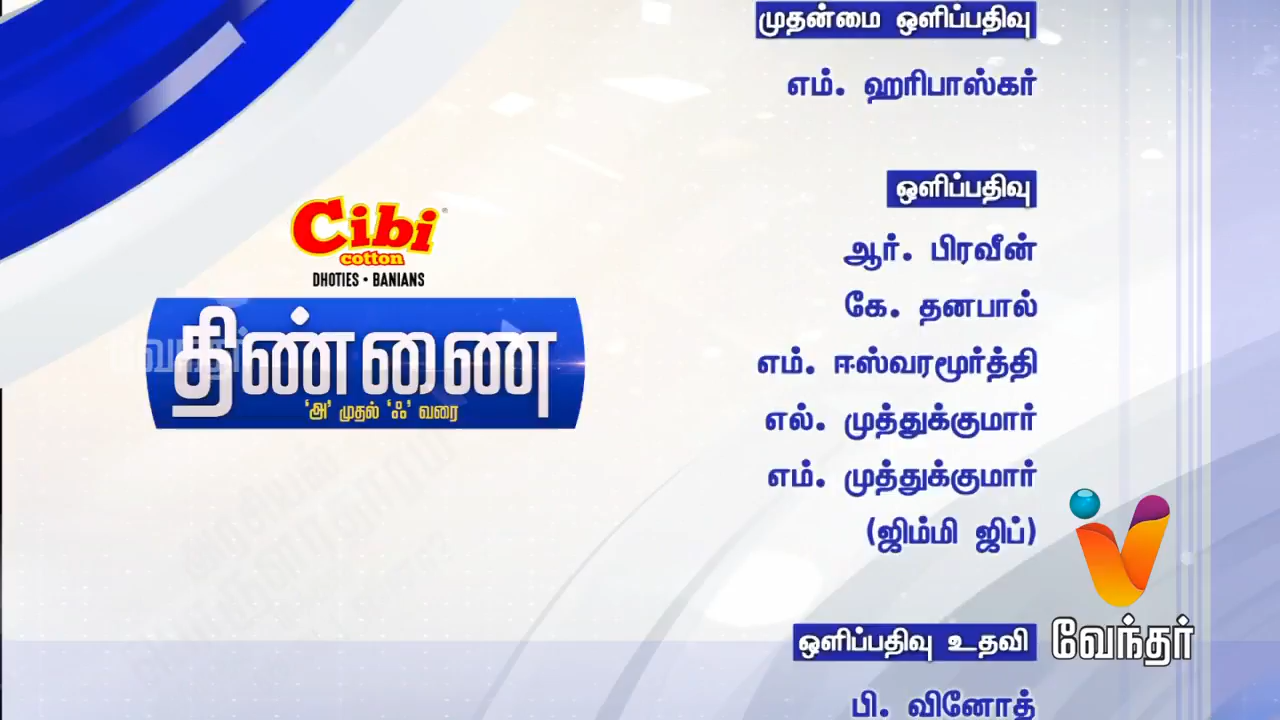 முதன்மை ஒளிப்பதிவு
எம். ஹரிபாஸ்கர்
ஒளிப்பதிவு
ஆர். பிரவீன்
கே. தனபால்
எம். ஈஸ்வரமூர்த்தி
எல். முத்துக்குமார்
எம். முத்துக்குமார்
(ஜிம்மி ஜிப்)
ஒளிப்பதிவு உதவி
பி. வினோத்
Cibi
cotton
DHOTIES • BANIANS
திண்ணை
‘அ’ முதல் ‘ஃ’ வரை
வேந்தர்